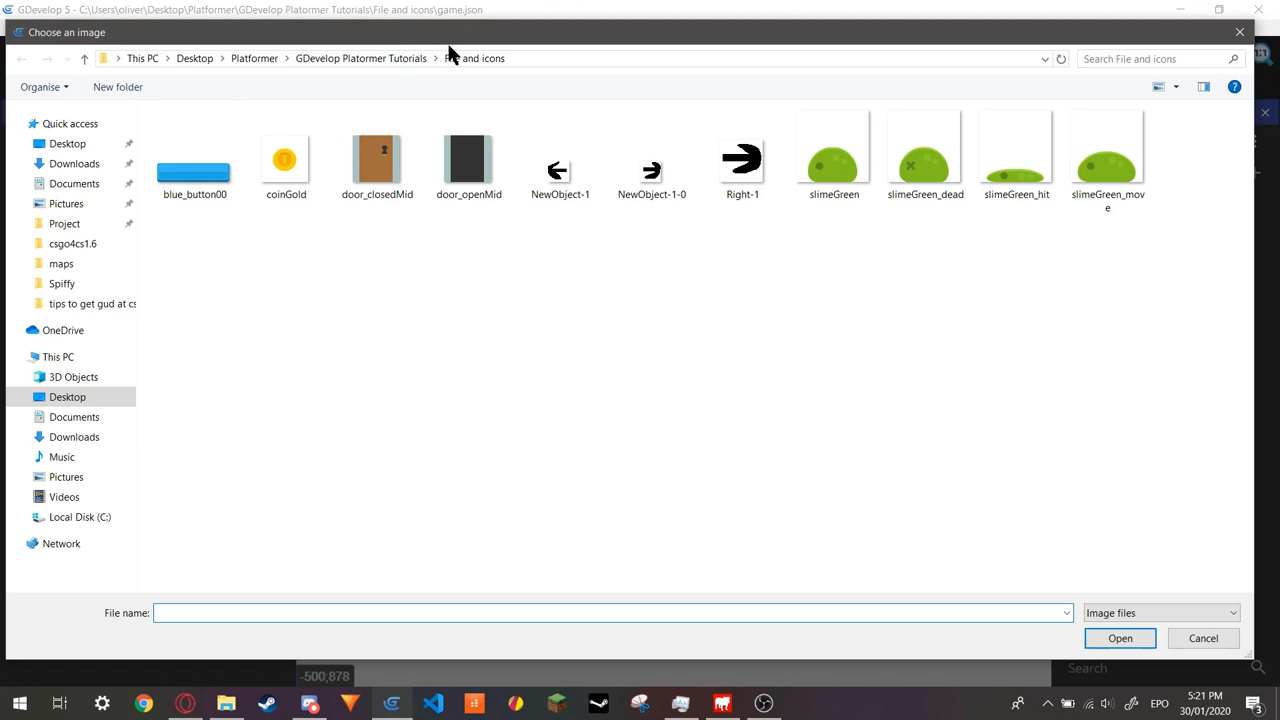 GDevelop 5 - C:\Users\oliver\Desktop\Platformer\GDevelop Platormer Tutorials\File and icons\game.json
Choose an image
This PC > Desktop > Platformer > GDevelop Platormer Tutorials > File and icons
Search File and icons
Organise
New folder
Quick access
Desktop
Downloads
Documents
Pictures
Project
csgo4cs1.6
maps
Spiffy
tips to get gud at cs
OneDrive
This PC
3D Objects
Desktop
Documents
Downloads
Music
Pictures
Videos
Local Disk (C:)
Network
blue_button00
coinGold
door_closedMid
door_openMid
NewObject-1
NewObject-1-0
Right-1
slimeGreen
slimeGreen_dead
slimeGreen_hit
slimeGreen_mov
e
File name:
Image files
Open
Cancel
-500;878
Search
EPO
5:21 PM
30/01/2020
3